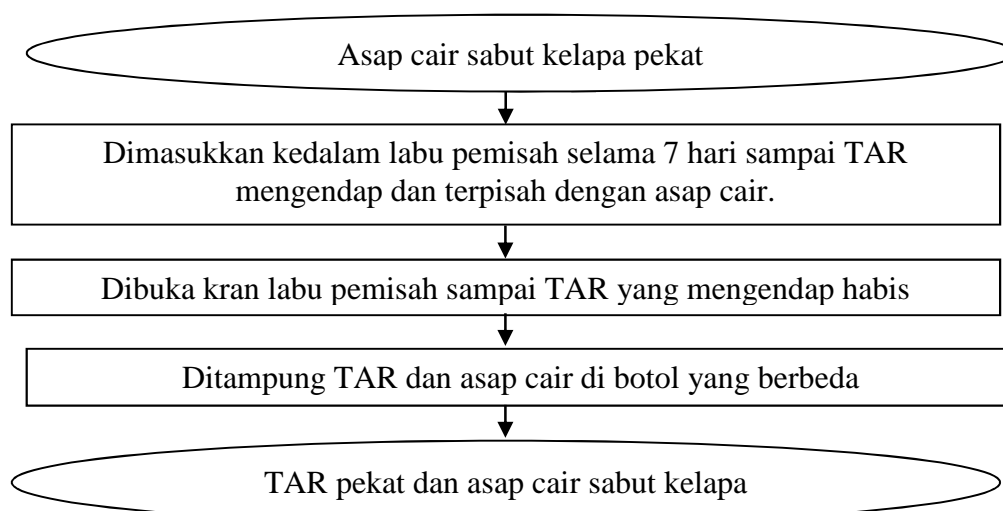 Asap cair sabut kelapa pekat
Dimasukkan kedalam labu pemisah selama 7 hari sampai TAR
mengendap dan terpisah dengan asap cair.
Dibuka kran labu pemisah sampai TAR yang mengendap habis
Ditampung TAR dan asap cair di botol yang berbeda
TAR pekat dan asap cair sabut kelapa